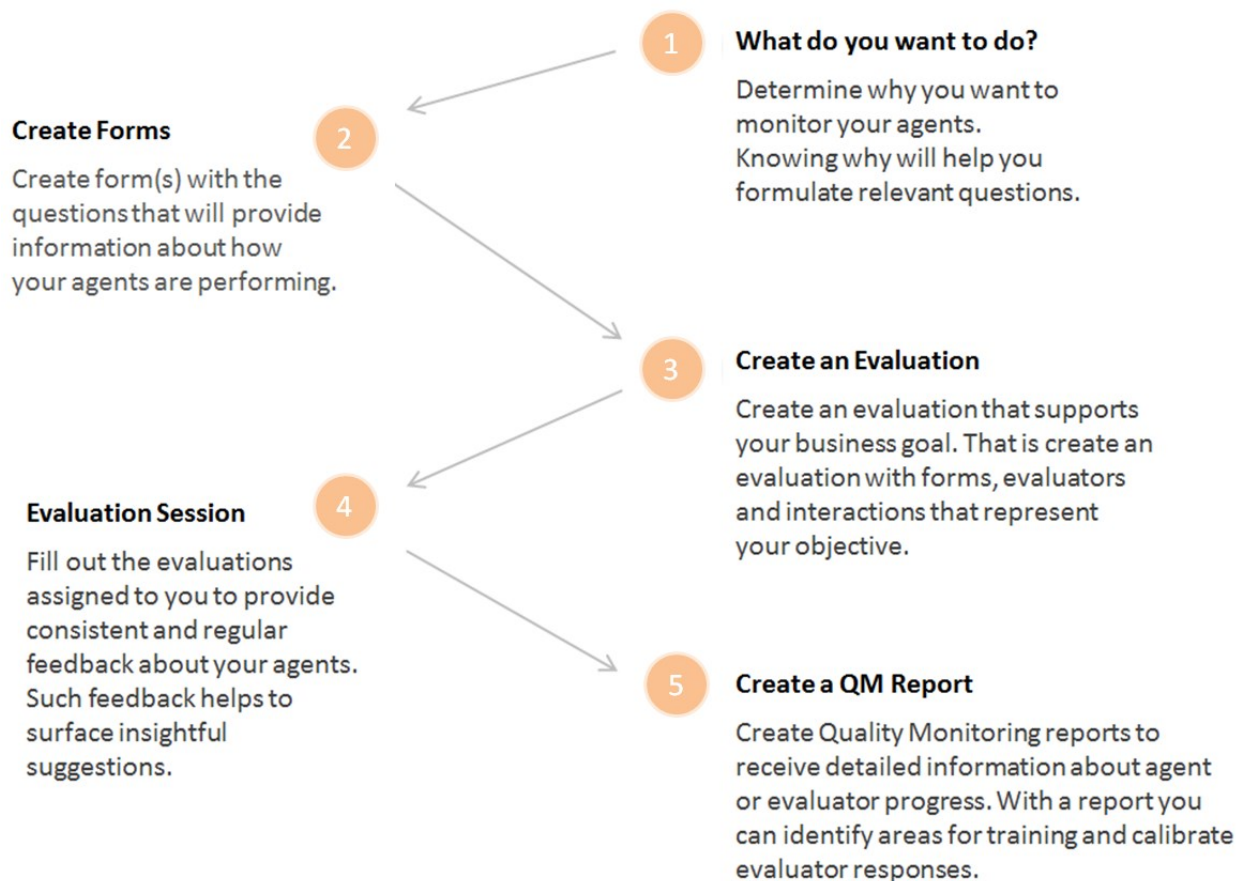 1
What do you want to do?
Determine why you want to
monitor your agents.
Knowing why will help you
formulate relevant questions.
2
Create Forms
Create form(s) with the
questions that will provide
information about how
your agents are performing.
3
Create an Evaluation
Create an evaluation that supports
your business goal. That is create an
evaluation with forms, evaluators
and interactions that represent
your objective.
4
Evaluation Session
Fill out the evaluations
assigned to you to provide
consistent and regular
feedback about your agents.
Such feedback helps to
surface insightful
suggestions.
5
Create a QM Report
Create Quality Monitoring reports to
receive detailed information about agent
or evaluator progress. With a report you
can identify areas for training and calibrate
evaluator responses.